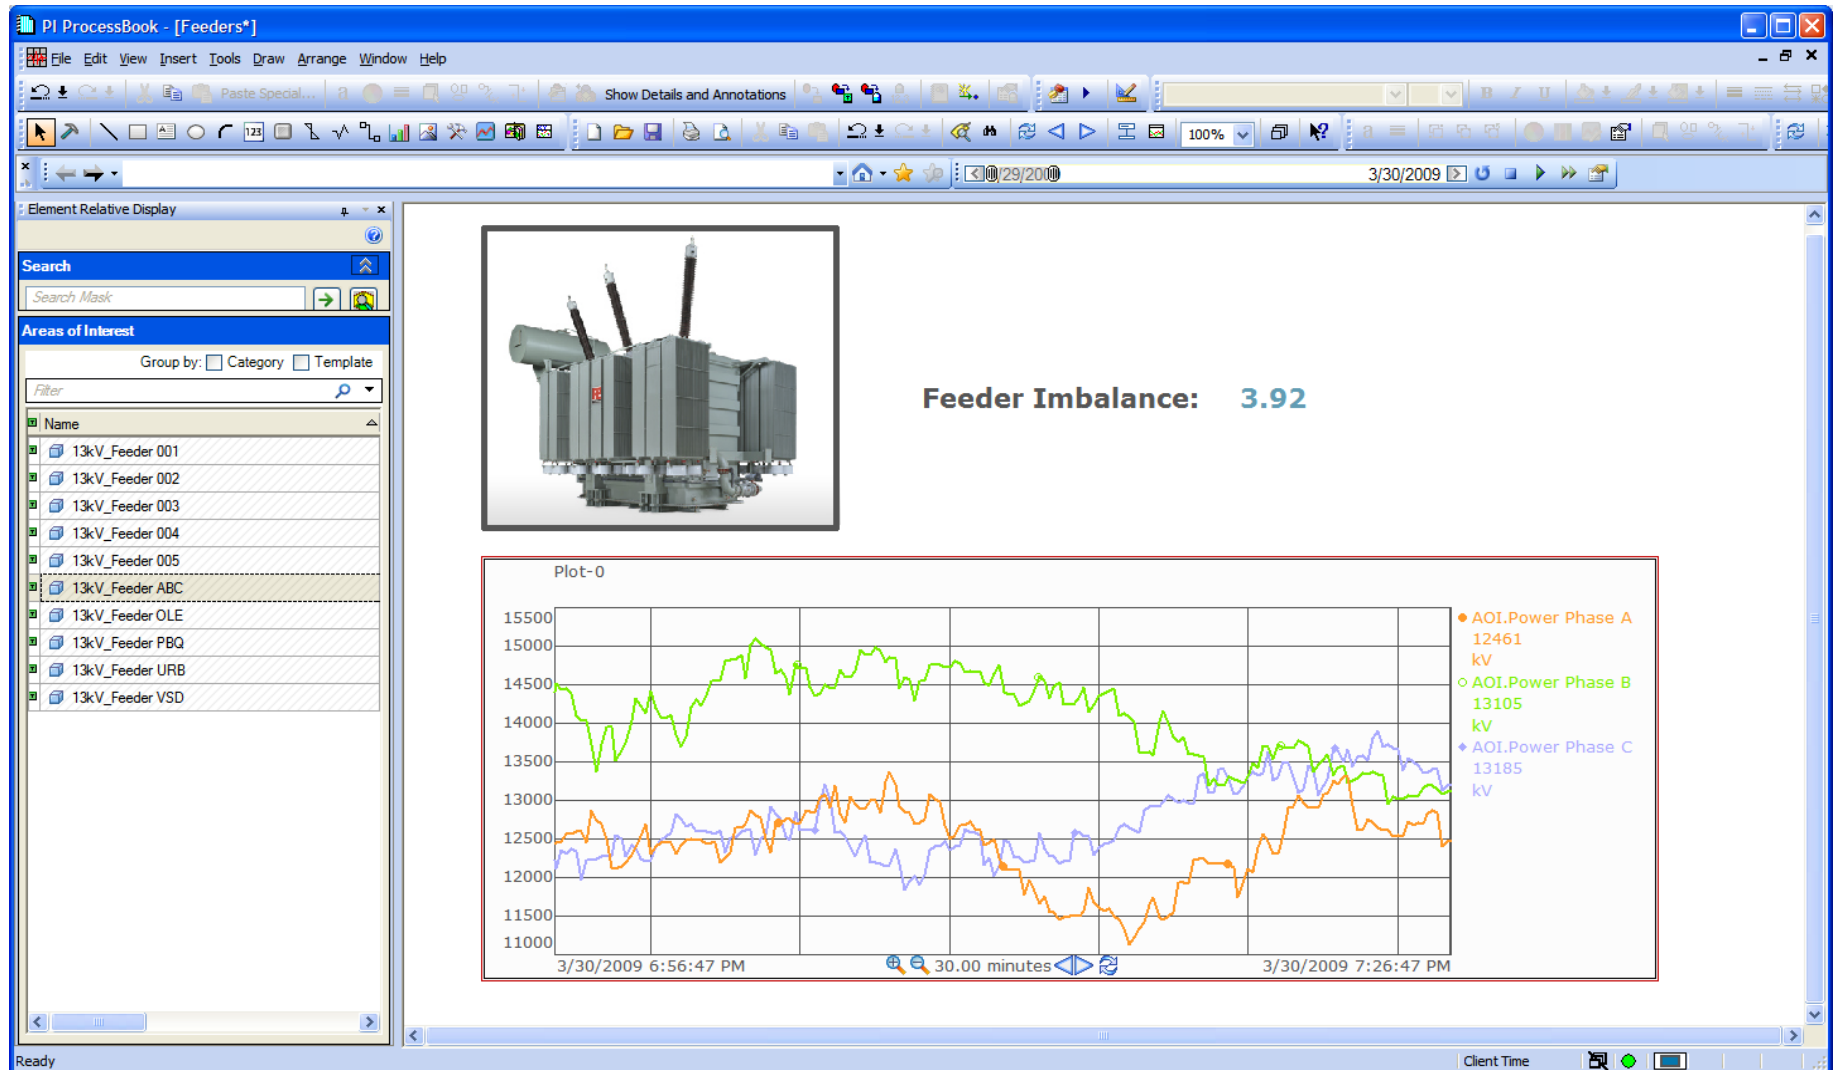 PI ProcessBook - [Feeders*]
File Edit View Insert Tools Draw Arrange Window Help
Paste Special... Show Details and Annotations B I U
123 100%
/29/20 3/30/2009
Element Relative Display
Search
Search Mask
Areas of Interest
Group by: Category Template
Filter
Name
13kV_Feeder 001
13kV_Feeder 002
13kV_Feeder 003
13kV_Feeder 004
13kV_Feeder 005
13kV_Feeder ABC
13kV_Feeder OLE
13kV_Feeder PBQ
13kV_Feeder URB
13kV_Feeder VSD
Feeder Imbalance: 3.92
Plot-0
15500
15000
14500
14000
13500
13000
12500
12000
11500
11000
AOI.Power Phase A
12461
kV
AOI.Power Phase B
13105
kV
AOI.Power Phase C
13185
kV
3/30/2009 6:56:47 PM 30.00 minutes 3/30/2009 7:26:47 PM
Ready Client Time